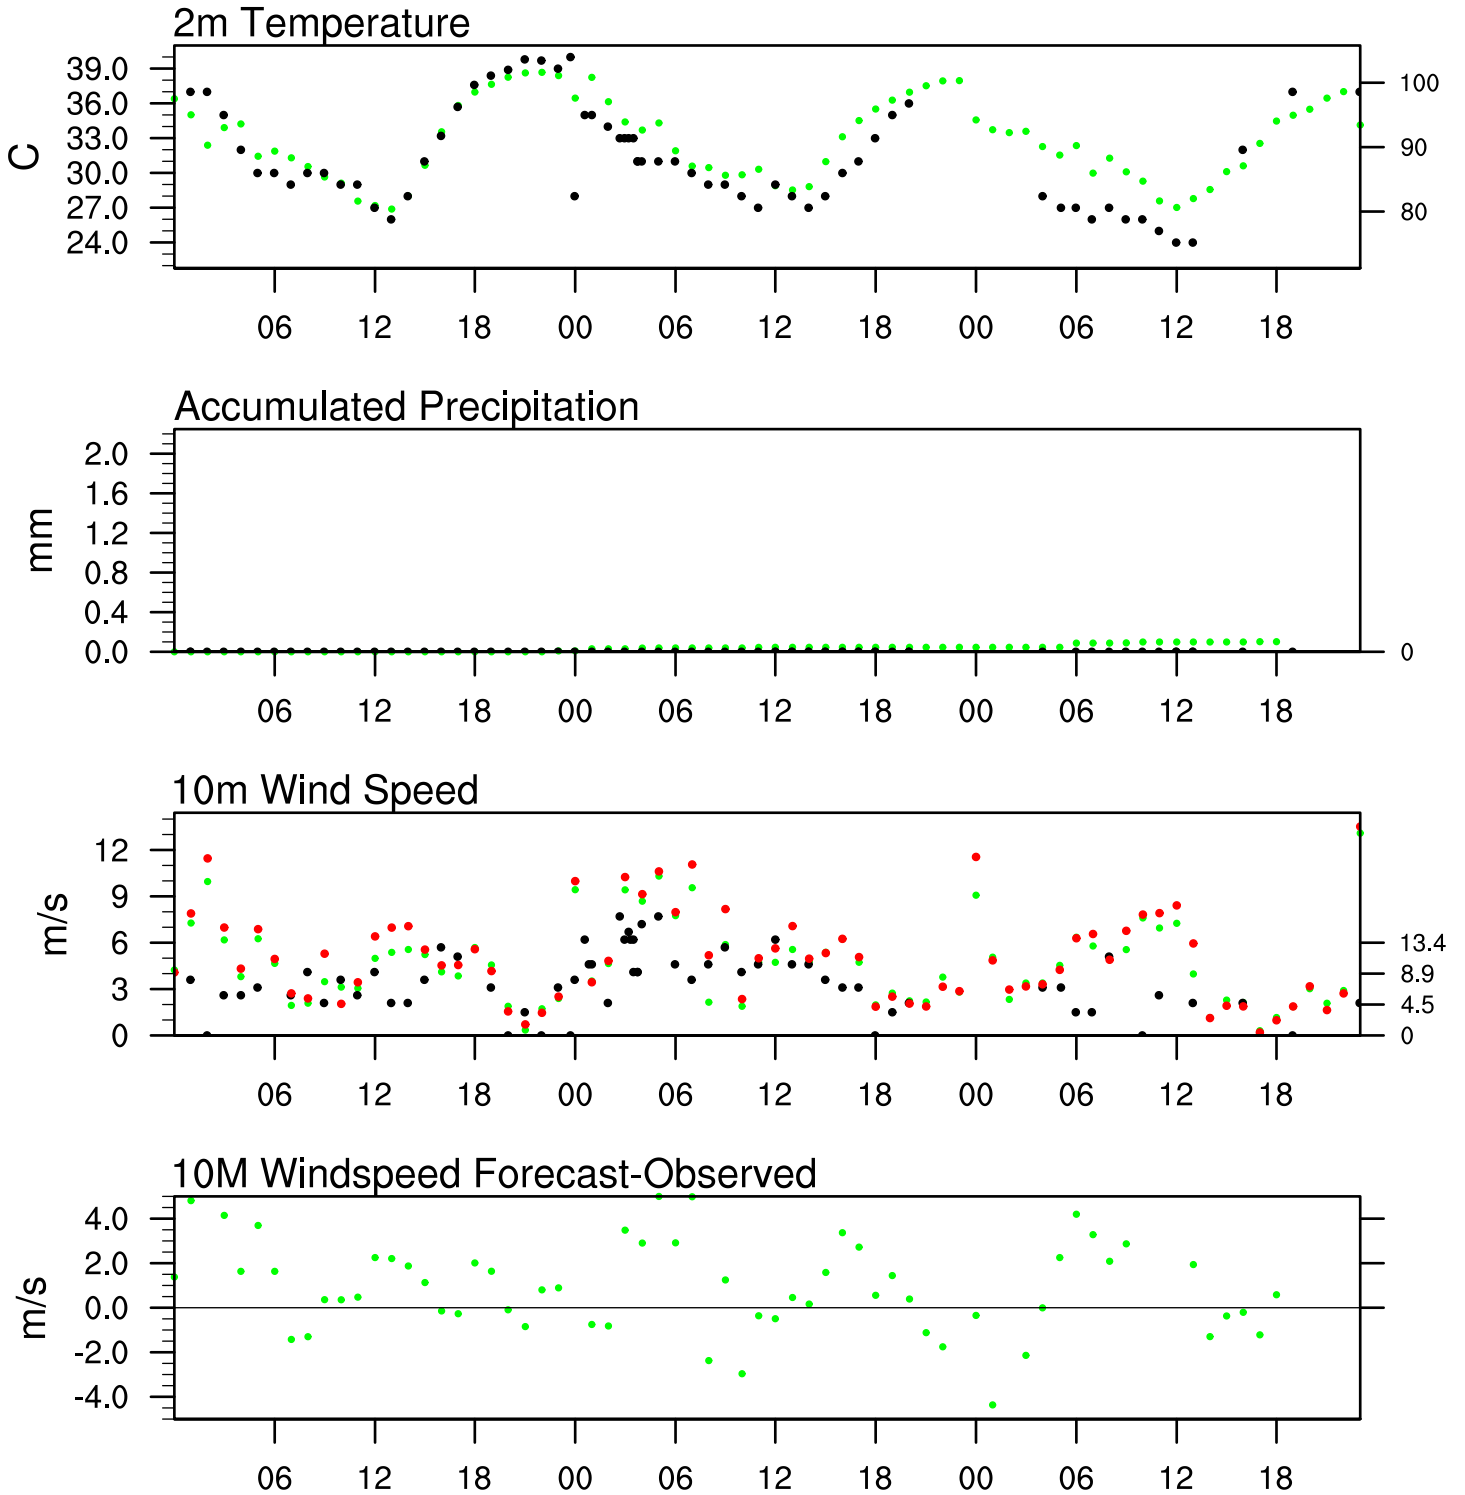 2m Temperature
39.0
36.0
33.0
30.0
27.0
24.0
C
100
90
80
06 12 18 00 06 12 18 00 06 12 18
Accumulated Precipitation
2.0
1.6
1.2
0.8
0.4
0.0
mm
0
06 12 18 00 06 12 18 00 06 12 18
10m Wind Speed
12
9
6
3
0
m/s
13.4
8.9
4.5
0
06 12 18 00 06 12 18 00 06 12 18
10M Windspeed Forecast-Observed
4.0
2.0
0.0
-2.0
-4.0
m/s
06 12 18 00 06 12 18 00 06 12 18